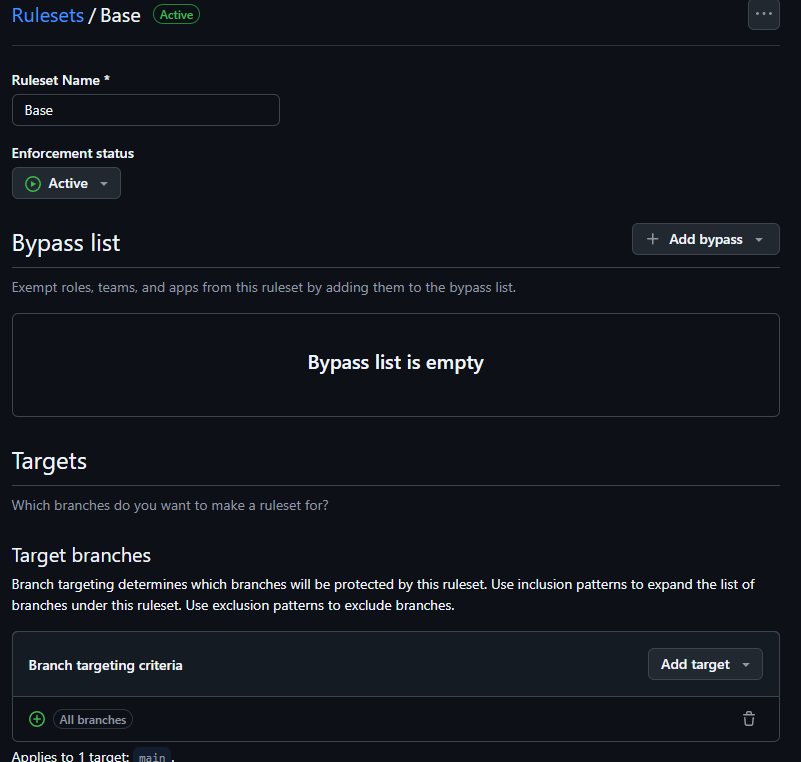 Rulesets / Base Active
Ruleset Name *
Base
Enforcement status
Active
Bypass list
Add bypass
Exempt roles, teams, and apps from this ruleset by adding them to the bypass list.
Bypass list is empty
Targets
Which branches do you want to make a ruleset for?
Target branches
Branch targeting determines which branches will be protected by this ruleset. Use inclusion patterns to expand the list of
branches under this ruleset. Use exclusion patterns to exclude branches.
Branch targeting criteria
Add target
All branches
Applies to 1 target: main .